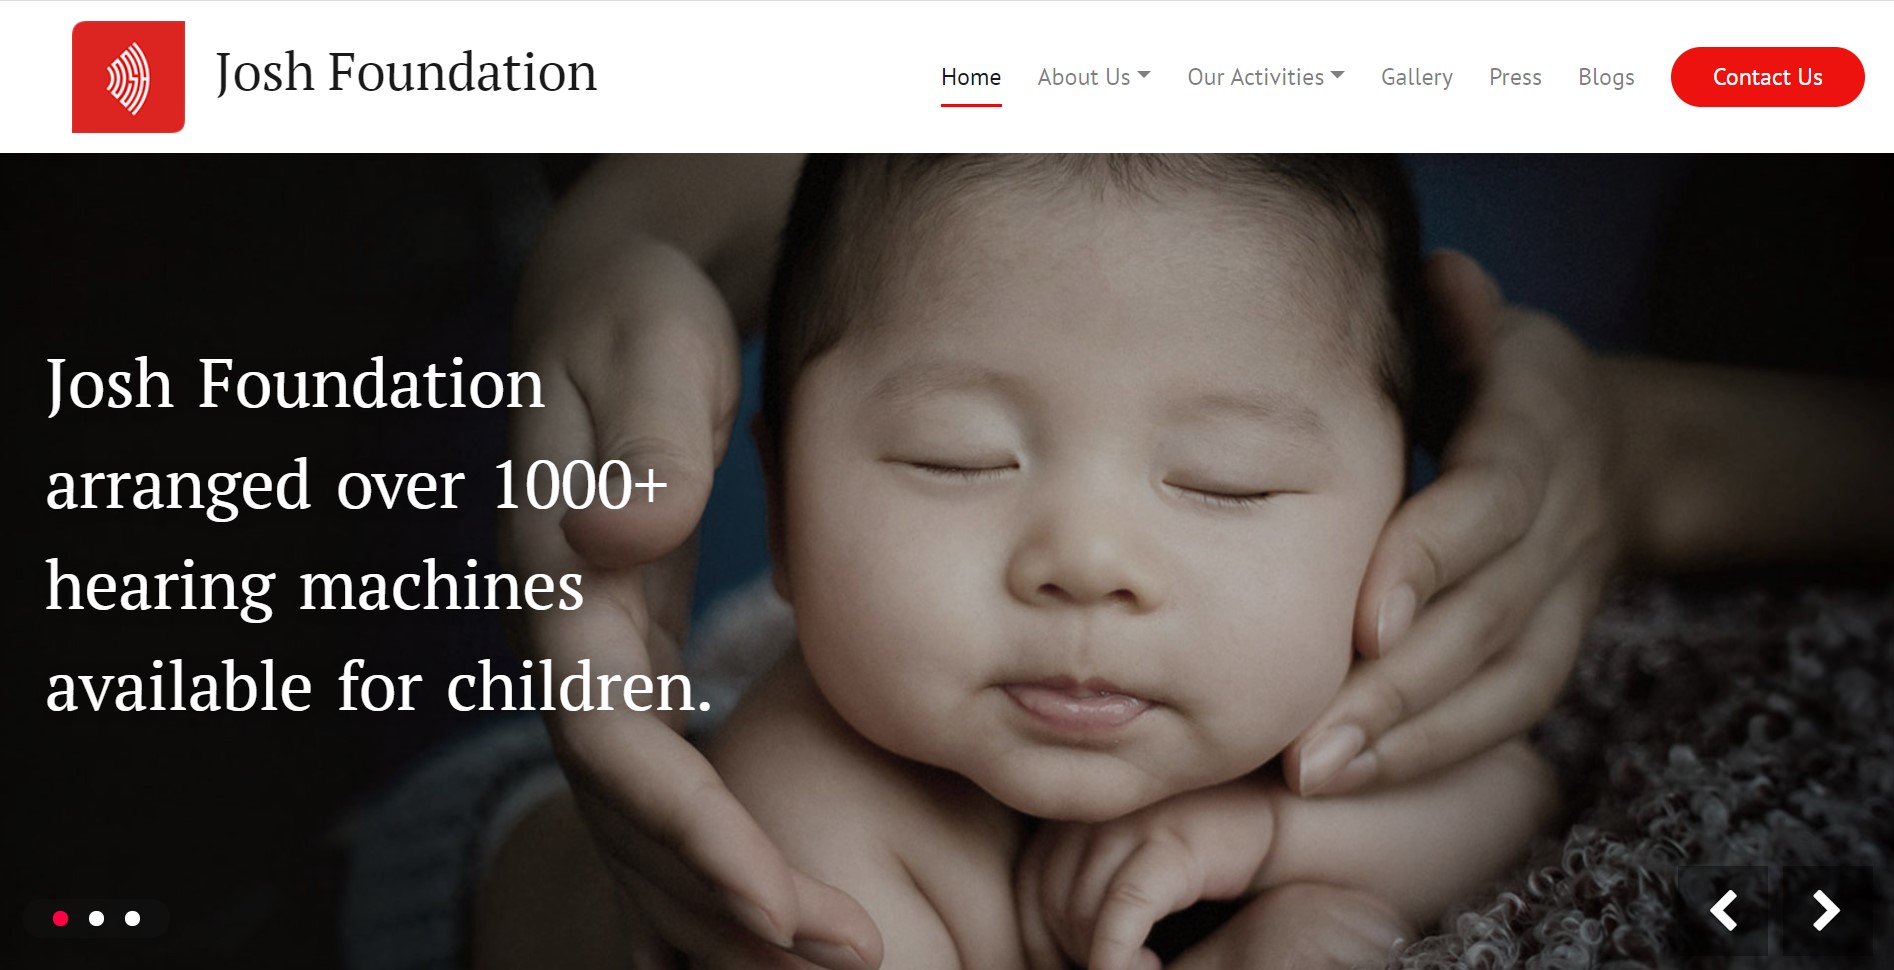 JOSH
Josh Foundation
Home About Us Our Activities Gallery Press Blogs Contact Us
Josh Foundation
arranged over 1000+
hearing machines
available for children.